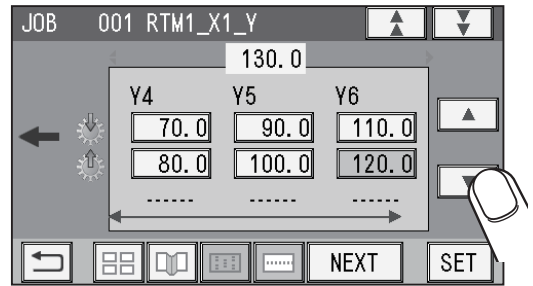 JOB 001 RTM1_X1_Y
130.0
Y4 Y5 Y6
70.0 90.0 110.0
80.0 100.0 120.0
------ ------ ------
NEXT SET